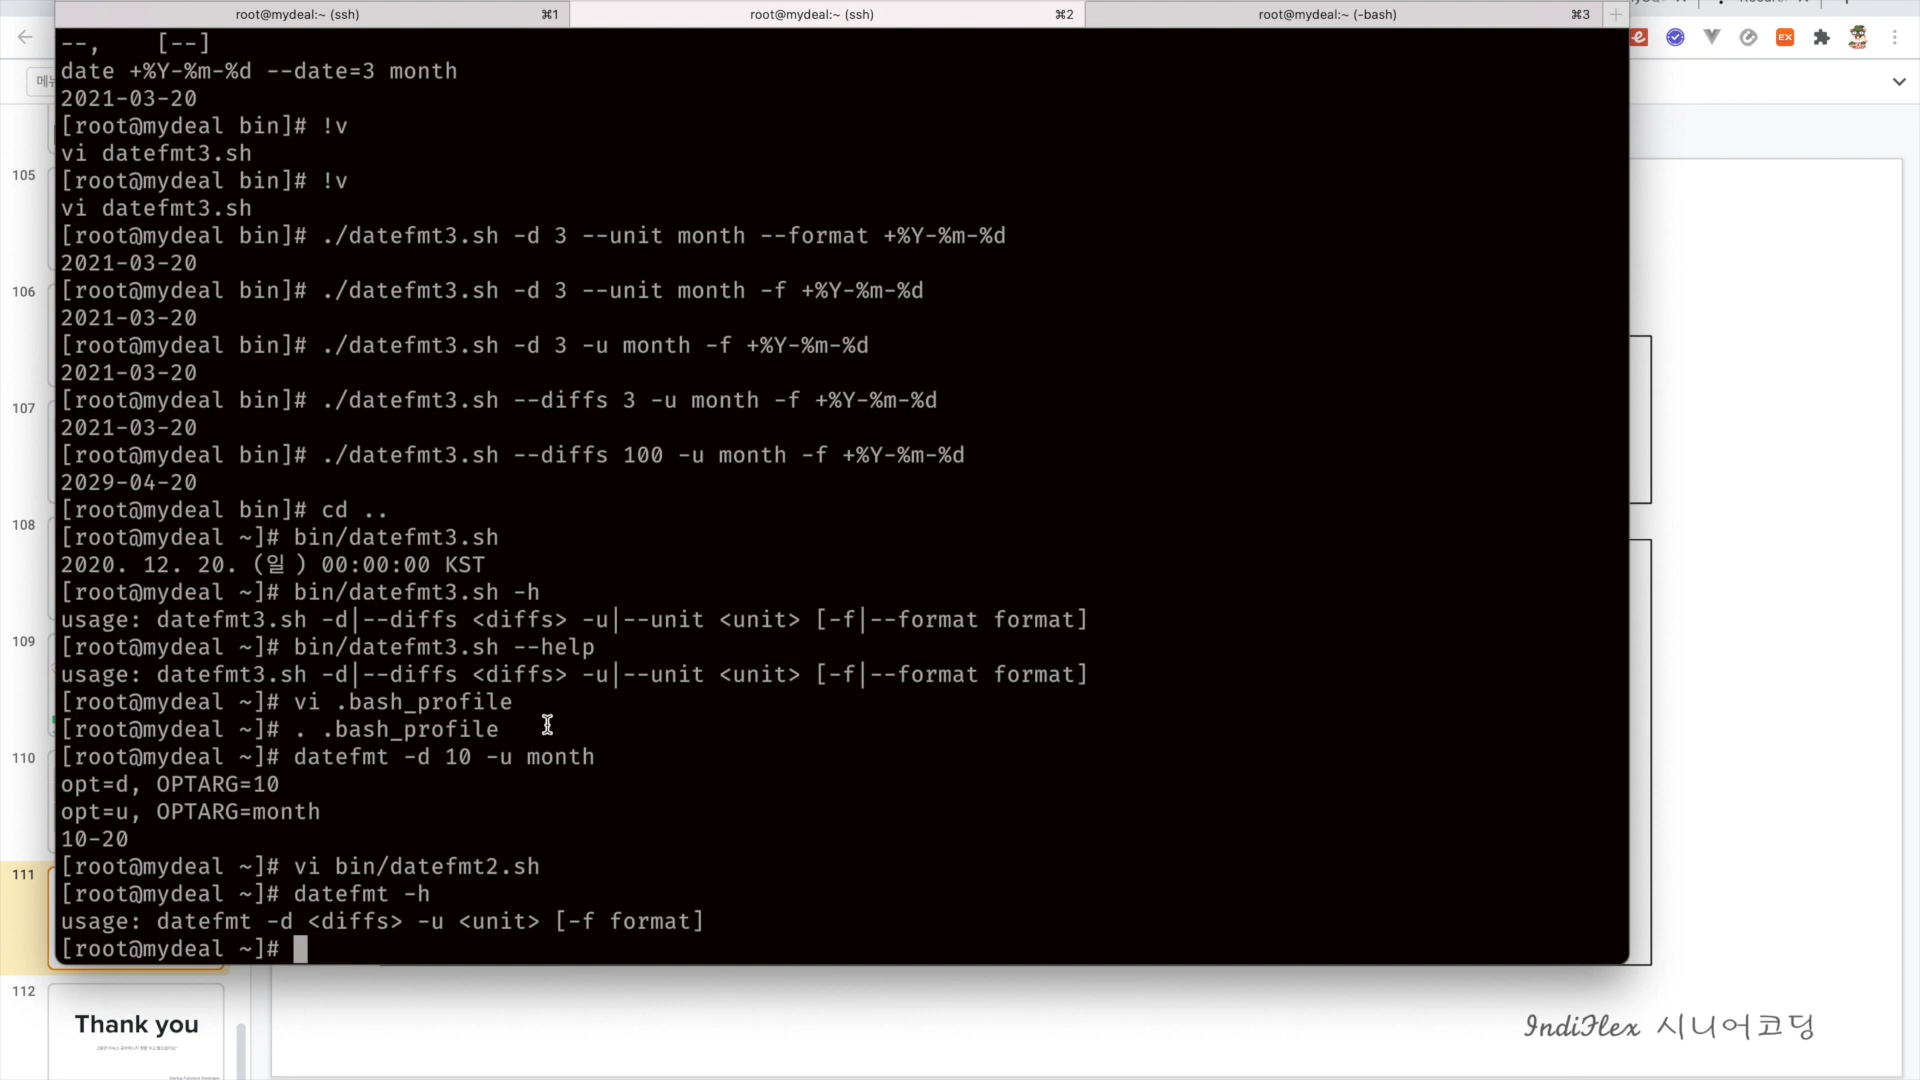 root@mydeal:~ (ssh) ⌘1 root@mydeal:~ (ssh) ⌘2 root@mydeal:~ (-bash) ⌘3
--,    [--]
date +%Y-%m-%d --date=3 month
2021-03-20
[root@mydeal bin]# !v
vi datefmt3.sh
[root@mydeal bin]# !v
vi datefmt3.sh
[root@mydeal bin]# ./datefmt3.sh -d 3 --unit month --format +%Y-%m-%d
2021-03-20
[root@mydeal bin]# ./datefmt3.sh -d 3 --unit month -f +%Y-%m-%d
2021-03-20
[root@mydeal bin]# ./datefmt3.sh -d 3 -u month -f +%Y-%m-%d
2021-03-20
[root@mydeal bin]# ./datefmt3.sh --diffs 3 -u month -f +%Y-%m-%d
2021-03-20
[root@mydeal bin]# ./datefmt3.sh --diffs 100 -u month -f +%Y-%m-%d
2029-04-20
[root@mydeal bin]# cd ..
[root@mydeal ~]# bin/datefmt3.sh
2020. 12. 20. (일 ) 00:00:00 KST
[root@mydeal ~]# bin/datefmt3.sh -h
usage: datefmt3.sh -d|--diffs <diffs> -u|--unit <unit> [-f|--format format]
[root@mydeal ~]# bin/datefmt3.sh --help
usage: datefmt3.sh -d|--diffs <diffs> -u|--unit <unit> [-f|--format format]
[root@mydeal ~]# vi .bash_profile
[root@mydeal ~]# . .bash_profile
[root@mydeal ~]# datefmt -d 10 -u month
opt=d, OPTARG=10
opt=u, OPTARG=month
10-20
[root@mydeal ~]# vi bin/datefmt2.sh
[root@mydeal ~]# datefmt -h
usage: datefmt -d <diffs> -u <unit> [-f format]
[root@mydeal ~]#
EX
105
106
107
108
109
110
111
112
Thank you
IndiFlex 시니어코딩